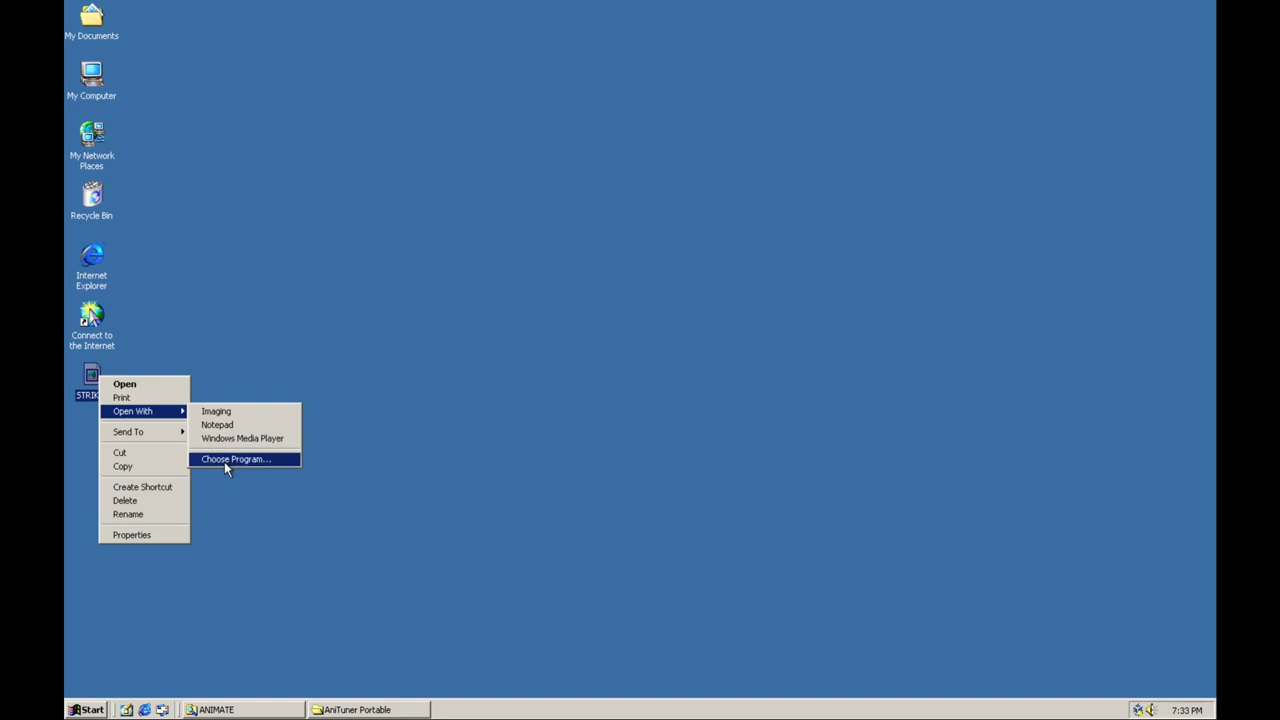 My Documents
My Computer
My Network
Places
Recycle Bin
Internet
Explorer
Connect to
the Internet
STRIK
Open
Print
Open With
Send To
Cut
Copy
Create Shortcut
Delete
Rename
Properties
Imaging
Notepad
Windows Media Player
Choose Program...
Start
ANIMATE
AniTuner Portable
7:33 PM